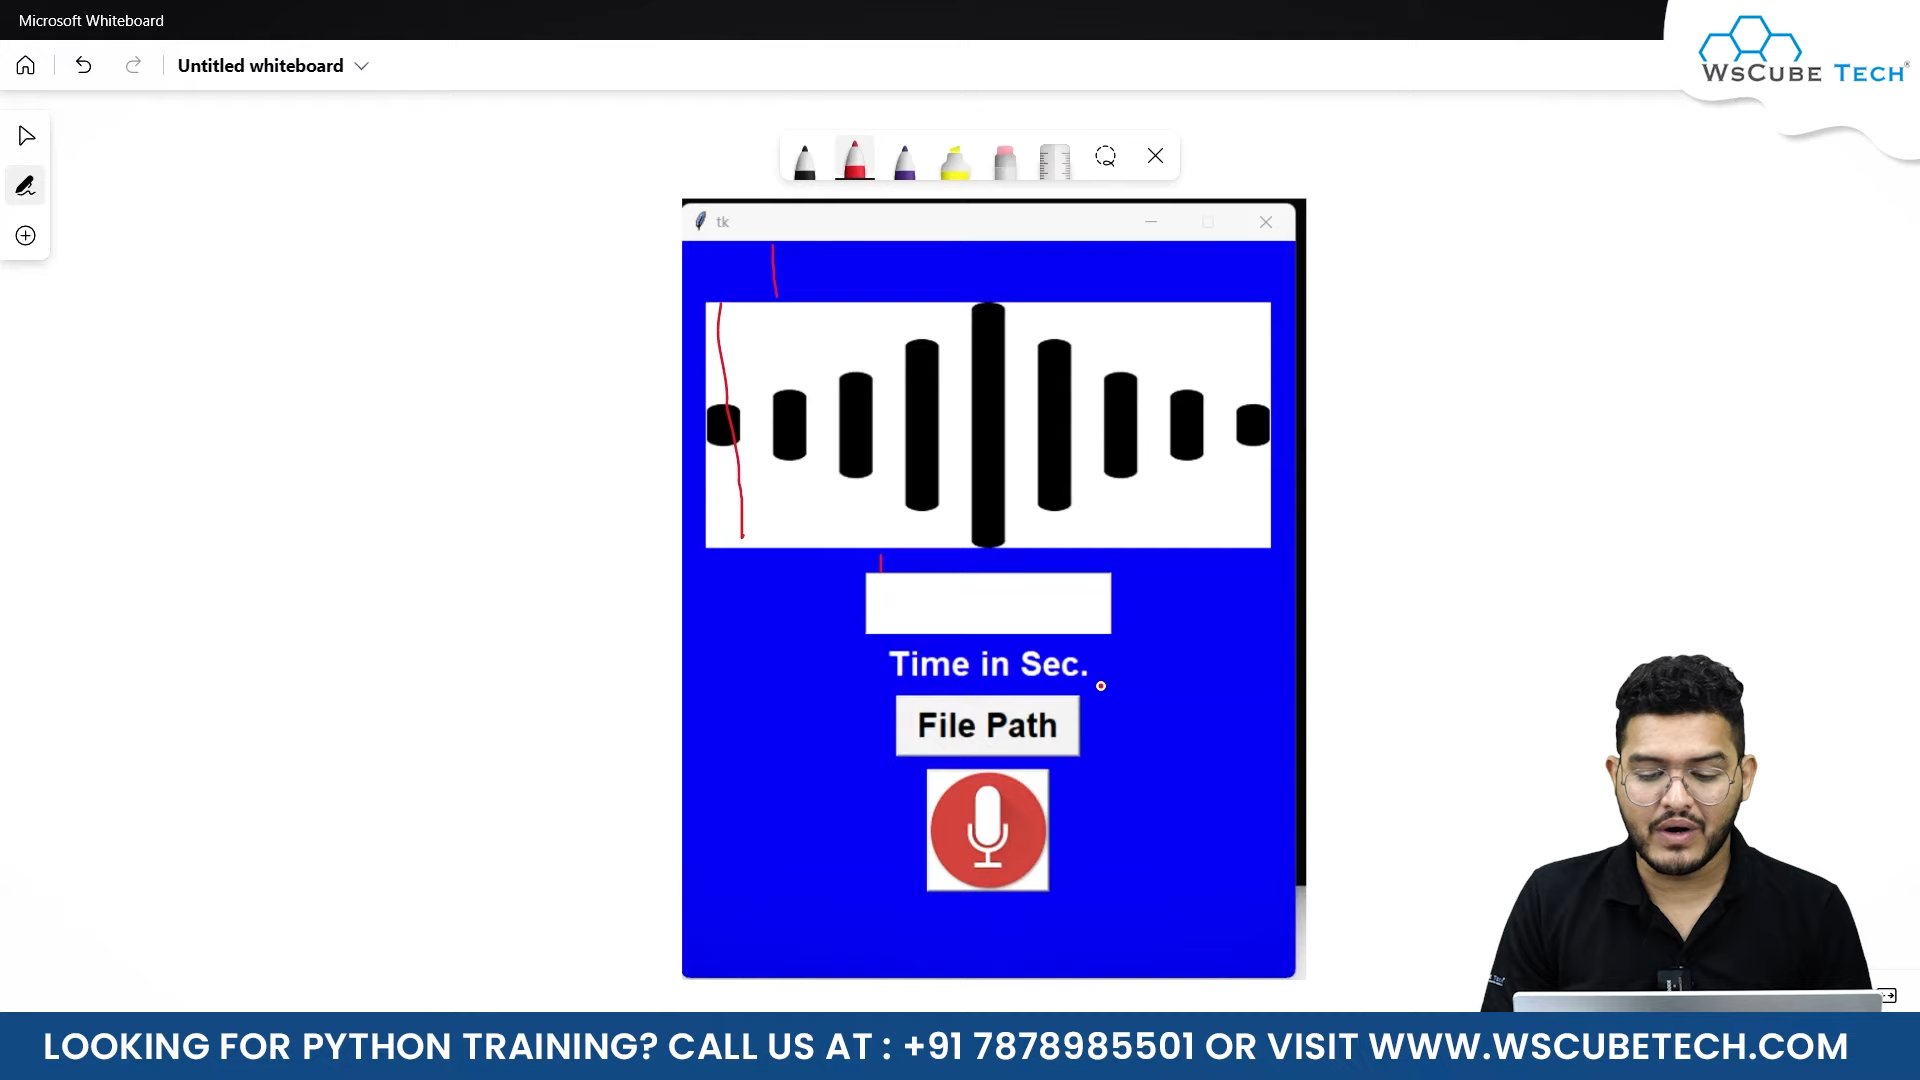 Microsoft Whiteboard
Untitled whiteboard
WsCube Tech®
tk
Time in Sec.
File Path
LOOKING FOR PYTHON TRAINING? CALL US AT : +91 7878985501 OR VISIT WWW.WSCUBETECH.COM